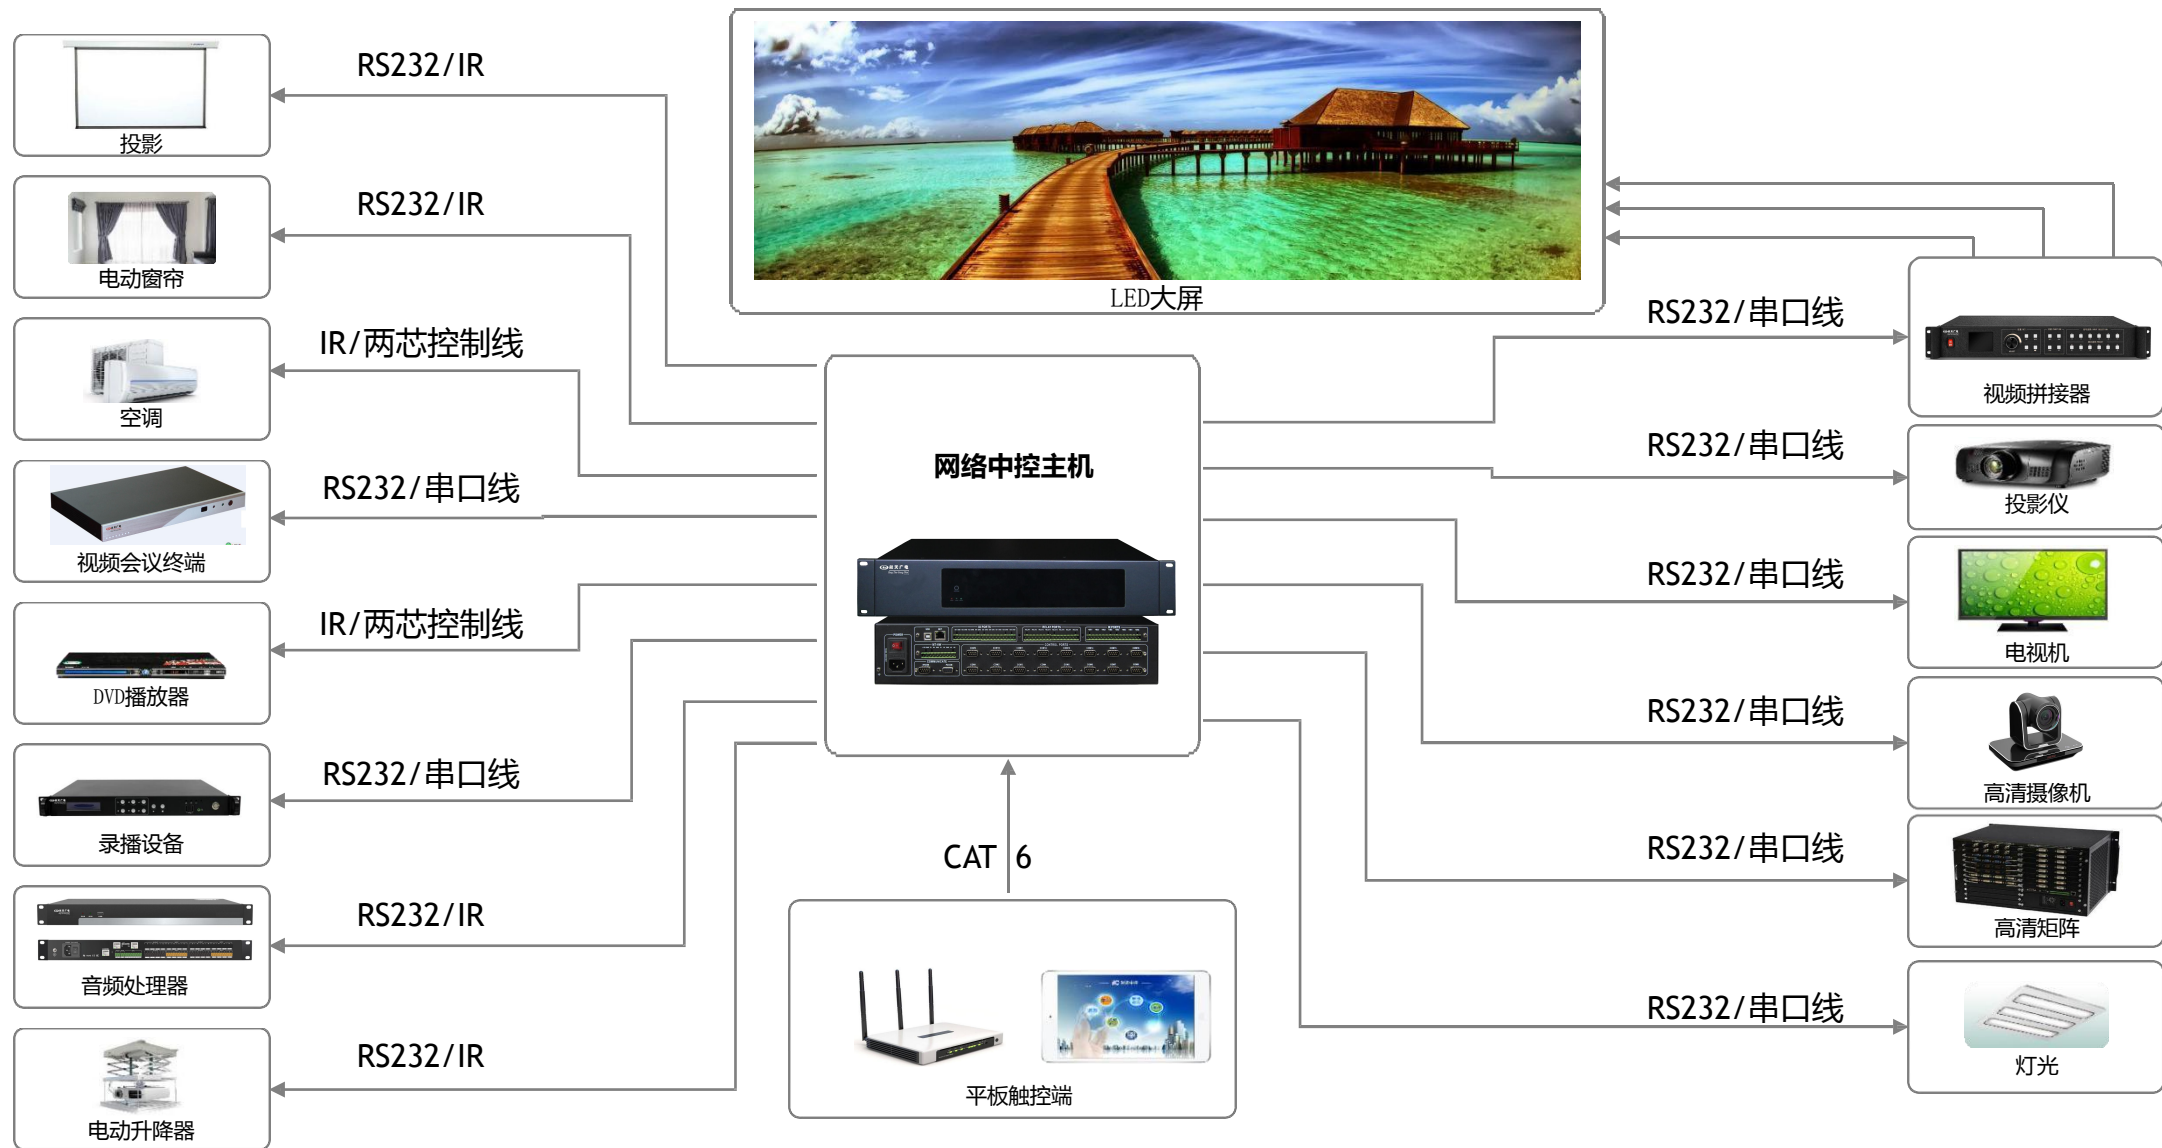 RS232/IR
投影
RS232/IR
电动窗帘
IR/两芯控制线
空调
RS232/串口线
视频会议终端
IR/两芯控制线
DVD播放器
RS232/串口线
录播设备
RS232/IR
音频处理器
RS232/IR
电动升降器
LED大屏
网络中控主机
CAT 6
平板触控端
RS232/串口线
视频拼接器
RS232/串口线
投影仪
RS232/串口线
电视机
RS232/串口线
高清摄像机
RS232/串口线
高清矩阵
RS232/串口线
灯光